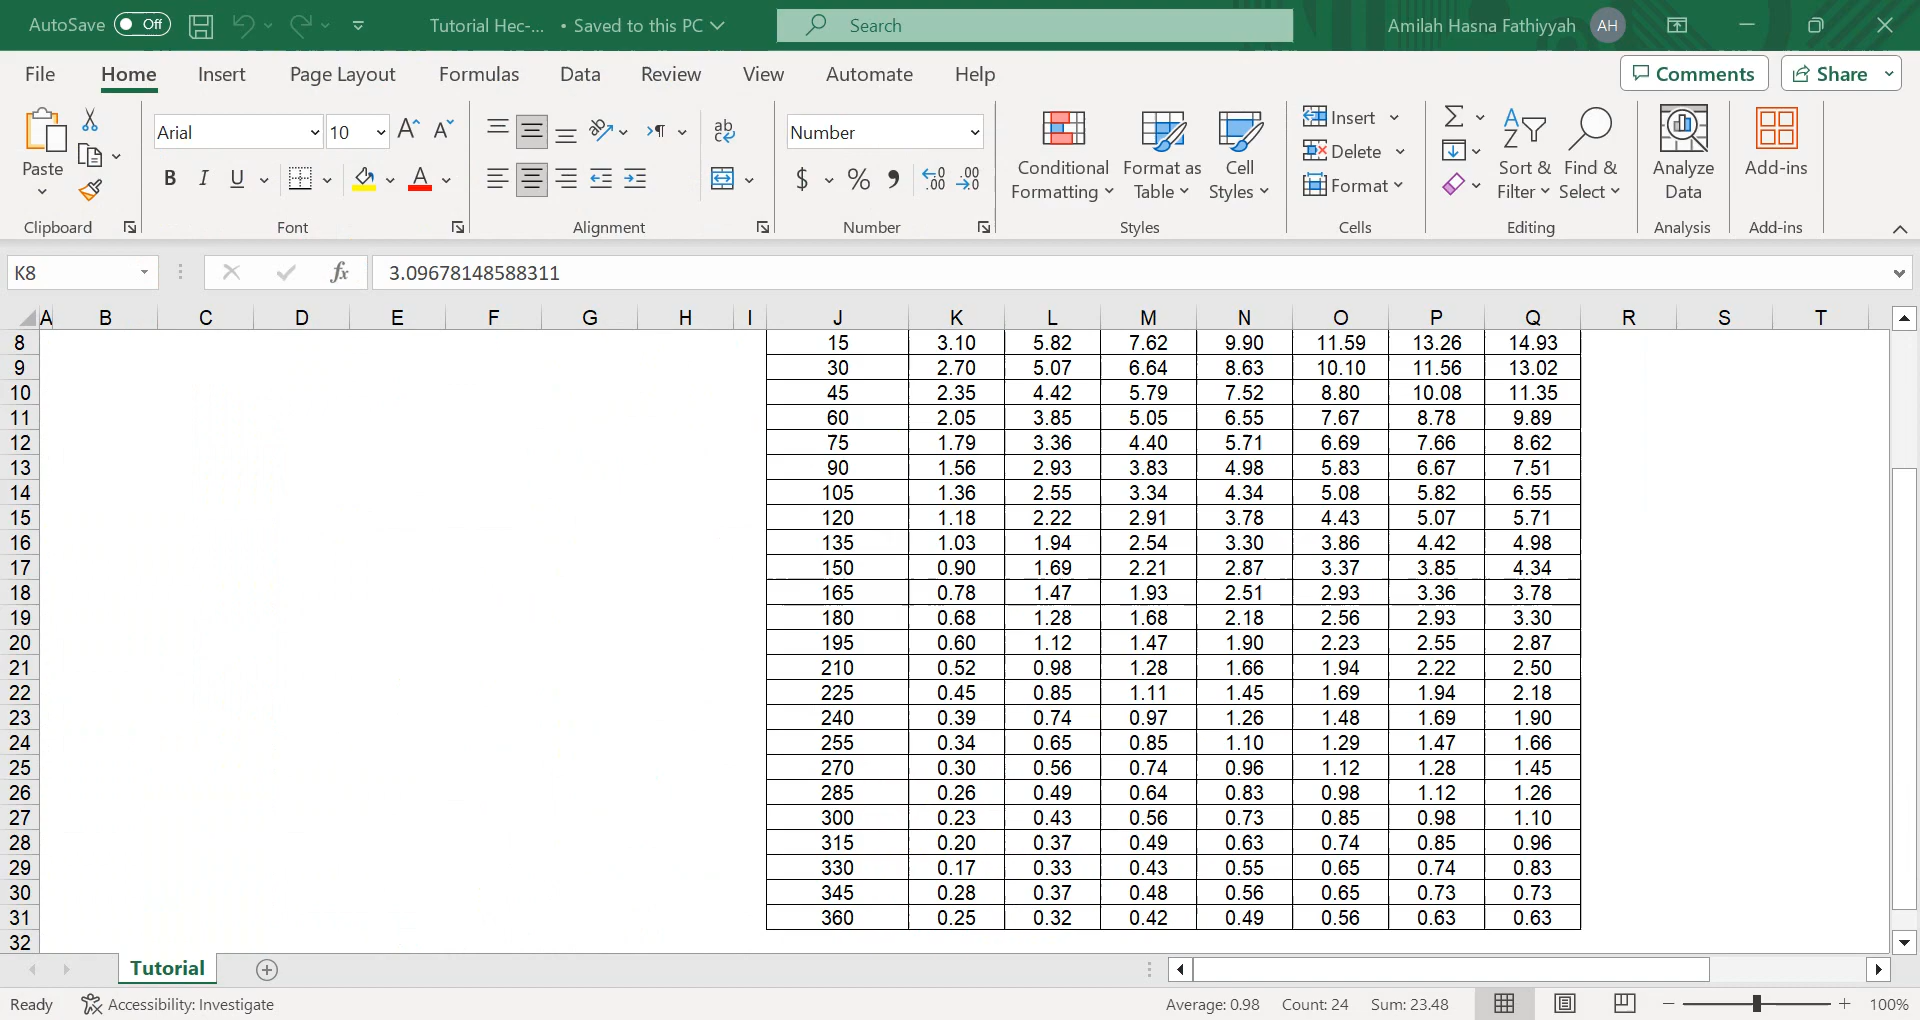 AutoSave Off Tutorial Hec-... • Saved to this PC Search Amilah Hasna Fathiyyah AH
File Home Insert Page Layout Formulas Data Review View Automate Help Comments Share
Paste
Clipboard
Arial 10
B I U A
Font
ab
Alignment
Number
$ % 9 .00 .00
Number
Conditional Formatting
Format as Table
Cell Styles
Styles
Insert
Delete
Format
Cells
Sort & Filter
Find & Select
Editing
Analyze Data
Analysis
Add-ins
Add-ins
K8 fx 3.09678148588311
A B C D E F G H I J K L M N O P Q R S T
8 15 3.10 5.82 7.62 9.90 11.59 13.26 14.93
9 30 2.70 5.07 6.64 8.63 10.10 11.56 13.02
10 45 2.35 4.42 5.79 7.52 8.80 10.08 11.35
11 60 2.05 3.85 5.05 6.55 7.67 8.78 9.89
12 75 1.79 3.36 4.40 5.71 6.69 7.66 8.62
13 90 1.56 2.93 3.83 4.98 5.83 6.67 7.51
14 105 1.36 2.55 3.34 4.34 5.08 5.82 6.55
15 120 1.18 2.22 2.91 3.78 4.43 5.07 5.71
16 135 1.03 1.94 2.54 3.30 3.86 4.42 4.98
17 150 0.90 1.69 2.21 2.87 3.37 3.85 4.34
18 165 0.78 1.47 1.93 2.51 2.93 3.36 3.78
19 180 0.68 1.28 1.68 2.18 2.56 2.93 3.30
20 195 0.60 1.12 1.47 1.90 2.23 2.55 2.87
21 210 0.52 0.98 1.28 1.66 1.94 2.22 2.50
22 225 0.45 0.85 1.11 1.45 1.69 1.94 2.18
23 240 0.39 0.74 0.97 1.26 1.48 1.69 1.90
24 255 0.34 0.65 0.85 1.10 1.29 1.47 1.66
25 270 0.30 0.56 0.74 0.96 1.12 1.28 1.45
26 285 0.26 0.49 0.64 0.83 0.98 1.12 1.26
27 300 0.23 0.43 0.56 0.73 0.85 0.98 1.10
28 315 0.20 0.37 0.49 0.63 0.74 0.85 0.96
29 330 0.17 0.33 0.43 0.55 0.65 0.74 0.83
30 345 0.28 0.37 0.48 0.56 0.65 0.73 0.73
31 360 0.25 0.32 0.42 0.49 0.56 0.63 0.63
32
Tutorial
Ready Accessibility: Investigate Average: 0.98 Count: 24 Sum: 23.48 100%